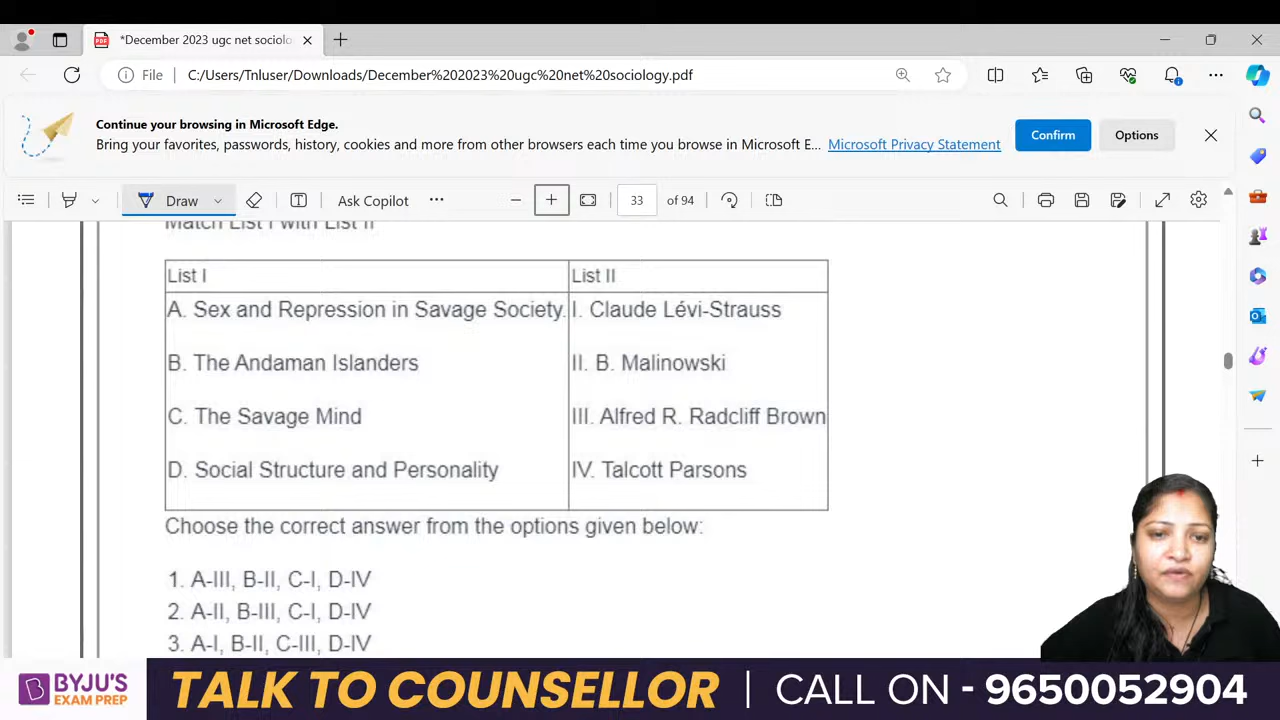 *December 2023 ugc net sociolo
File C:/Users/Tnluser/Downloads/December%202023%20ugc%20net%20sociology.pdf
Continue your browsing in Microsoft Edge.
Bring your favorites, passwords, history, cookies and more from other browsers each time you browse in Microsoft E... Microsoft Privacy Statement
Confirm
Options
Draw
Ask Copilot
33 of 94
Match List I with List II
List I List II
A. Sex and Repression in Savage Society. I. Claude Lévi-Strauss
B. The Andaman Islanders II. B. Malinowski
C. The Savage Mind III. Alfred R. Radcliff Brown
D. Social Structure and Personality IV. Talcott Parsons
Choose the correct answer from the options given below:
1. A-III, B-II, C-I, D-IV
2. A-II, B-III, C-I, D-IV
3. A-I, B-II, C-III, D-IV
BYJU'S
EXAM PREP
TALK TO COUNSELLOR | CALL ON - 9650052904